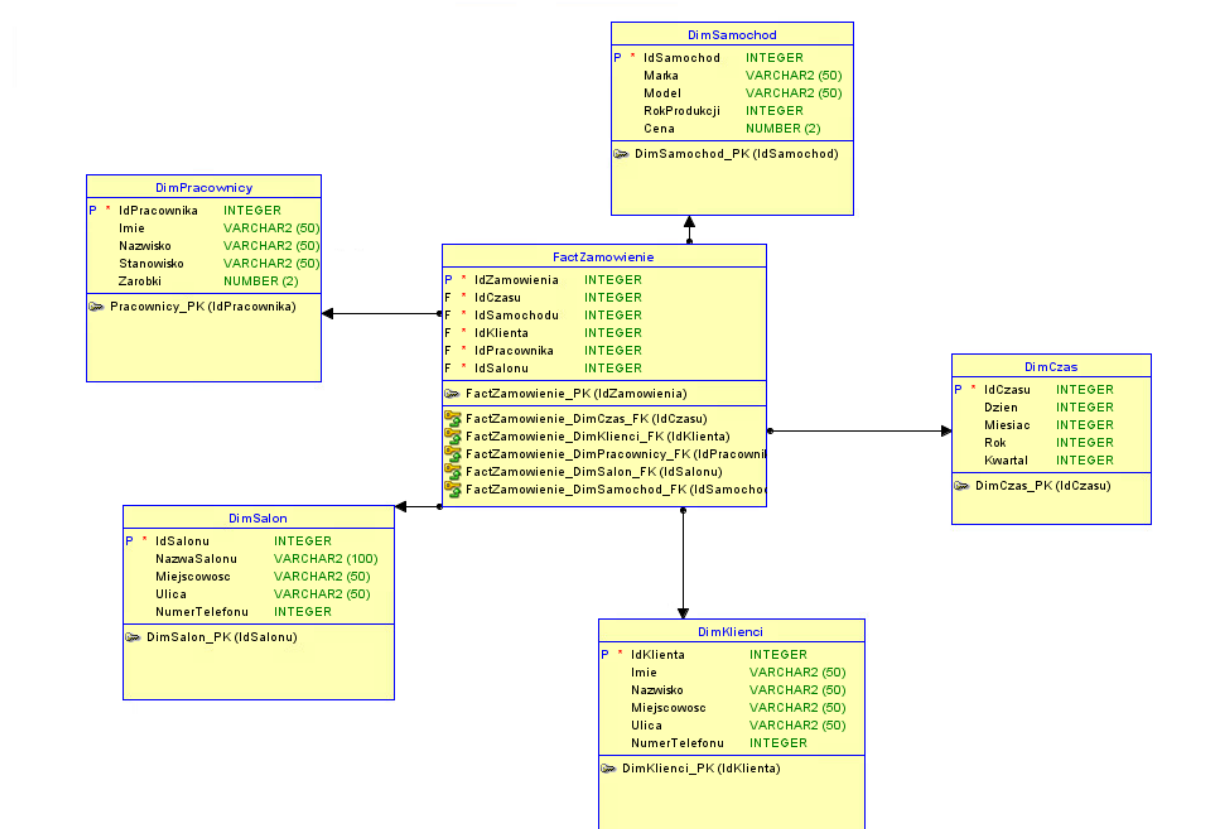 DimSamochod
P * IdSamochod INTEGER
Marka VARCHAR2 (50)
Model VARCHAR2 (50)
RokProdukcji INTEGER
Cena NUMBER (2)
DimSamochod_PK (IdSamochod)
DimPracownicy
P * IdPracownika INTEGER
Imie VARCHAR2 (50)
Nazwisko VARCHAR2 (50)
Stanowisko VARCHAR2 (50)
Zarobki NUMBER (2)
Pracownicy_PK (IdPracownika)
FactZamowienie
P * IdZamowienia INTEGER
F * IdCzasu INTEGER
F * IdSamochodu INTEGER
F * IdKlienta INTEGER
F * IdPracownika INTEGER
F * IdSalonu INTEGER
FactZamowienie_PK (IdZamowienia)
FactZamowienie_DimCzas_FK (IdCzasu)
FactZamowienie_DimKlienci_FK (IdKlienta)
FactZamowienie_DimPracownicy_FK (IdPracowni
FactZamowienie_DimSalon_FK (IdSalonu)
FactZamowienie_DimSamochod_FK (IdSamocho
DimCzas
P * IdCzasu INTEGER
Dzien INTEGER
Miesiac INTEGER
Rok INTEGER
Kwartal INTEGER
DimCzas_PK (IdCzasu)
DimSalon
P * IdSalonu INTEGER
NazwaSalonu VARCHAR2 (100)
Miejscowosc VARCHAR2 (50)
Ulica VARCHAR2 (50)
NumerTelefonu INTEGER
DimSalon_PK (IdSalonu)
DimKlienci
P * IdKlienta INTEGER
Imie VARCHAR2 (50)
Nazwisko VARCHAR2 (50)
Miejscowosc VARCHAR2 (50)
Ulica VARCHAR2 (50)
NumerTelefonu INTEGER
DimKlienci_PK (IdKlienta)